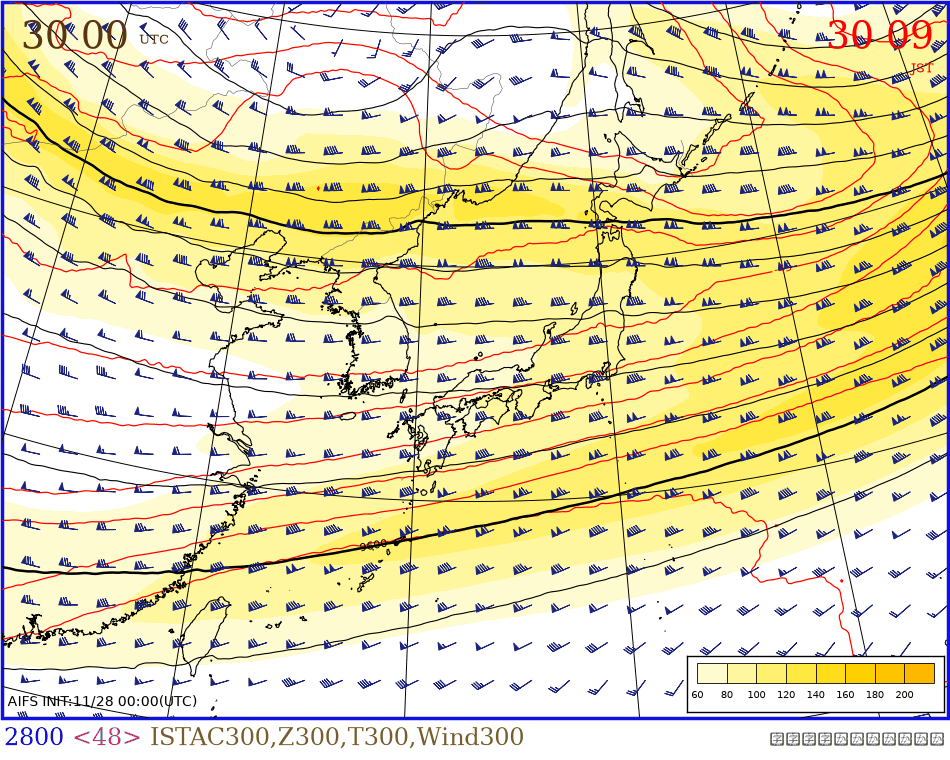 30 00 UTC
30 09 JST
9600
60 80 100 120 140 160 180 200
AIFS INIT:11/28 00:00(UTC)
2800 <48> ISTAC300,Z300,T300,Wind300